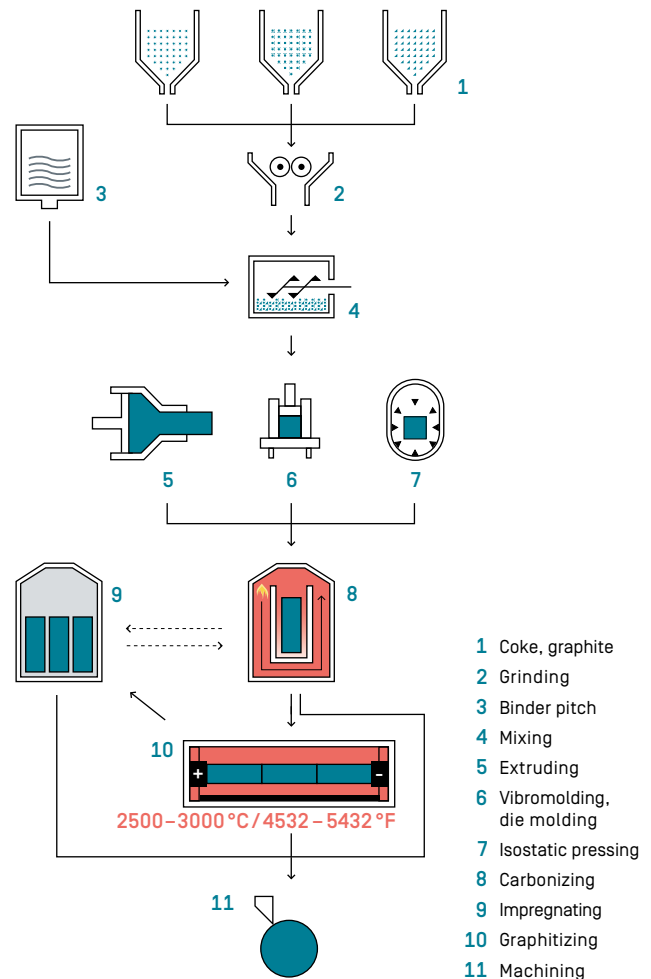 1
3
2
4
5
6
7
9
8
10
+
-
2500–3000 °C / 4532 – 5432 °F
11
1 Coke, graphite
2 Grinding
3 Binder pitch
4 Mixing
5 Extruding
6 Vibromolding,
die molding
7 Isostatic pressing
8 Carbonizing
9 Impregnating
10 Graphitizing
11 Machining